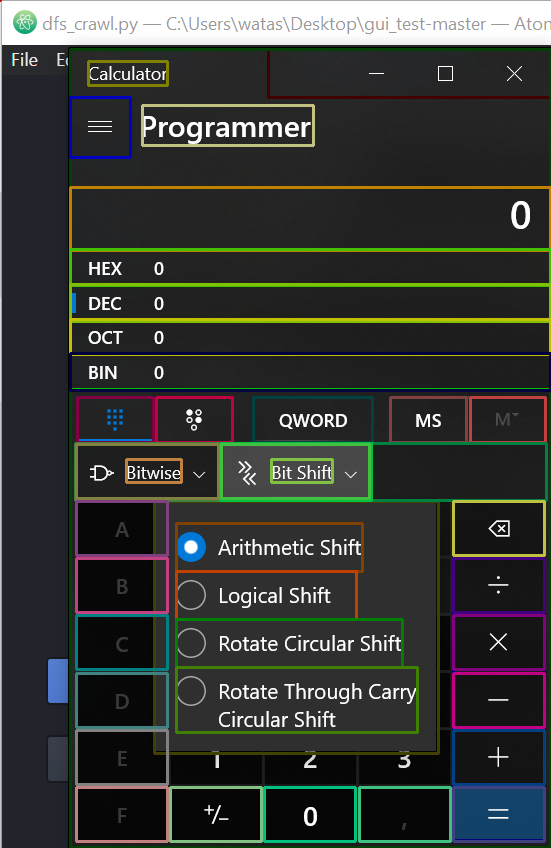 dfs_crawl.py — C:\Users\watas\Desktop\gui_test-master — Atom
File
Calculator
Programmer
0
HEX 0
DEC 0
OCT 0
BIN 0
QWORD MS M
Bitwise Bit Shift
A
Arithmetic Shift
÷
B
Logical Shift
×
C
Rotate Circular Shift
D
Rotate Through Carry
Circular Shift
−
E 1 2 3 +
F +/− 0 , =